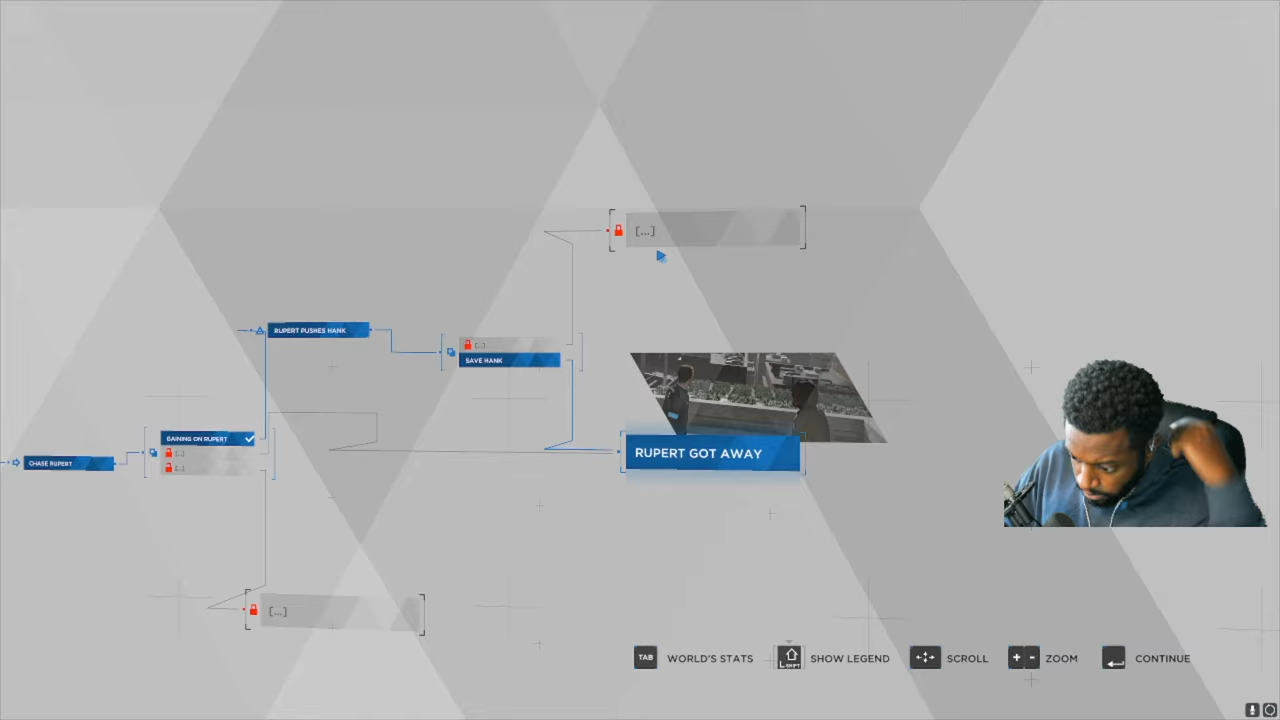 [...]
RUPERT PUSHES HANK
[...]
SAVE HANK
GAINING ON RUPERT
[...]
[...]
CHASE RUPERT
RUPERT GOT AWAY
[...]
TAB WORLD'S STATS
L.SHIFT SHOW LEGEND
SCROLL
+ - ZOOM
CONTINUE